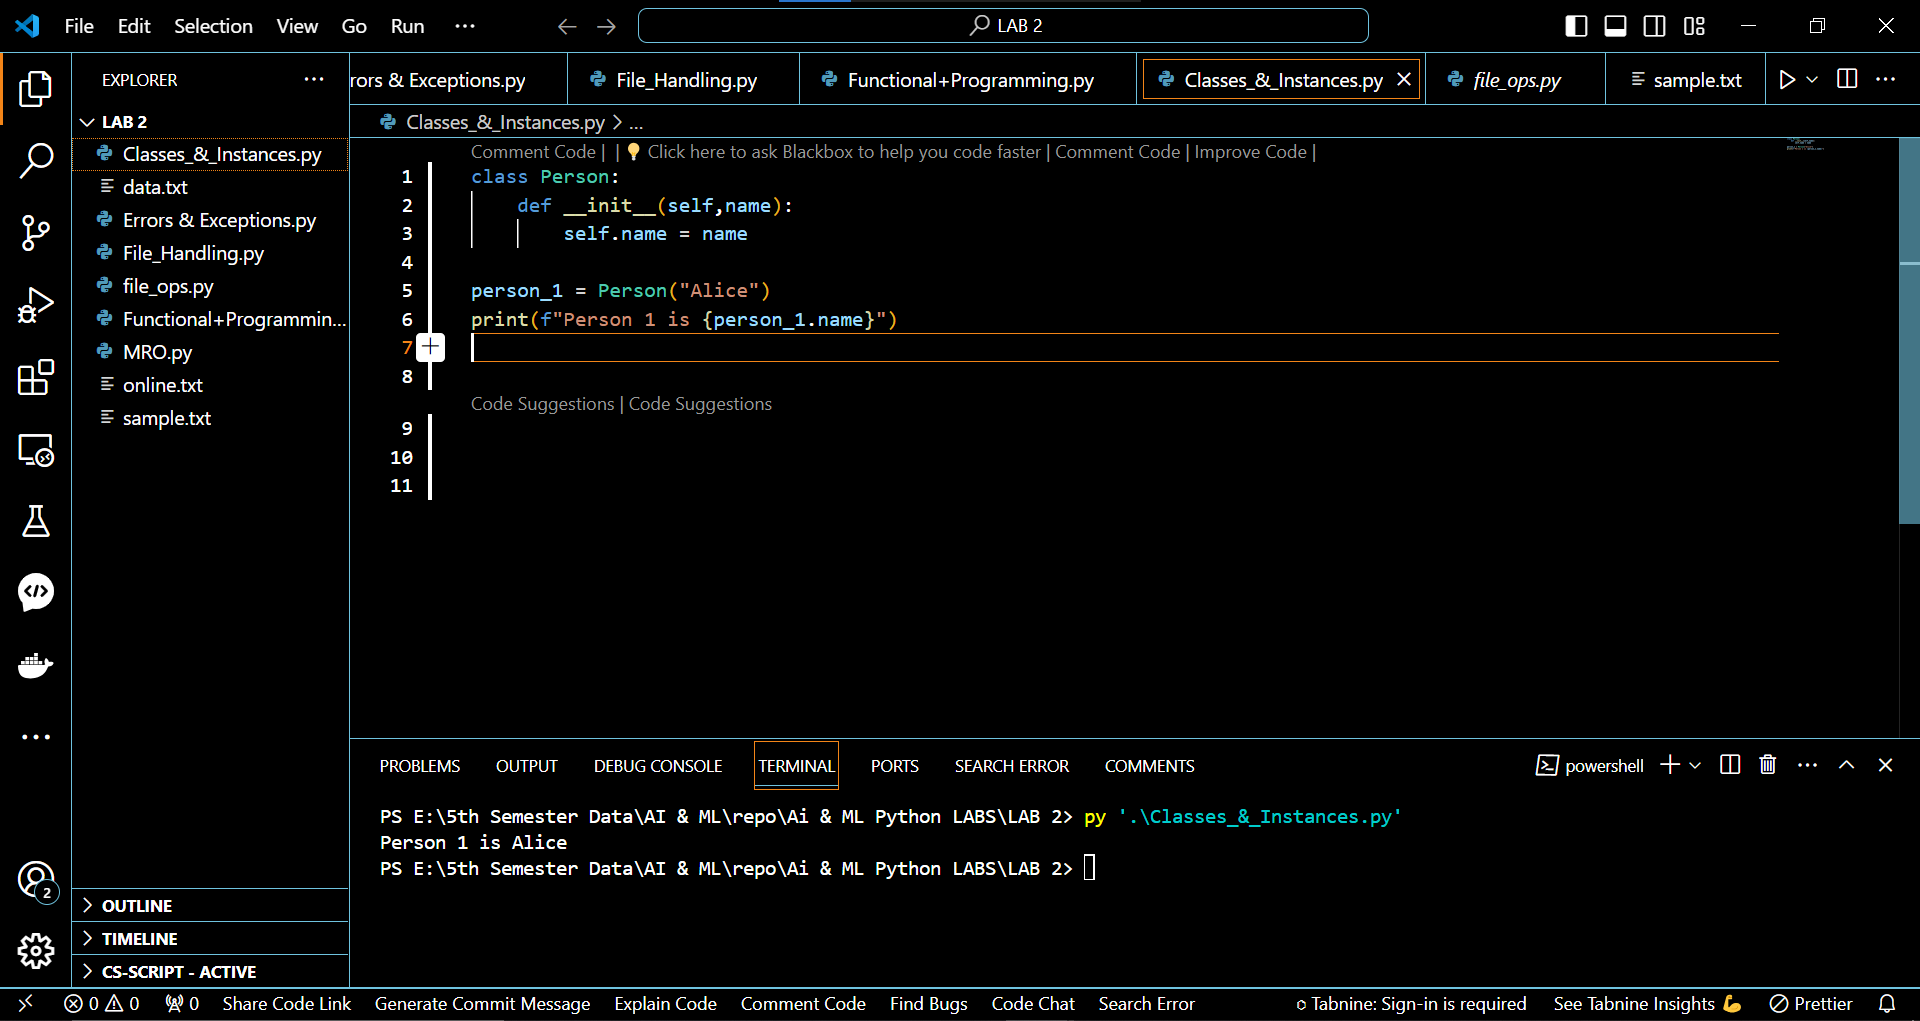 File Edit Selection View Go Run ··· LAB 2
EXPLORER ···
LAB 2
Classes_&_Instances.py
data.txt
Errors & Exceptions.py
File_Handling.py
file_ops.py
Functional+Programmin...
MRO.py
online.txt
sample.txt
OUTLINE
TIMELINE
CS-SCRIPT - ACTIVE
2
rors & Exceptions.py File_Handling.py Functional+Programming.py Classes_&_Instances.py file_ops.py sample.txt
Classes_&_Instances.py > ...
Comment Code | | Click here to ask Blackbox to help you code faster | Comment Code | Improve Code |
1 class Person:
2     def __init__(self,name):
3         self.name = name
4
5 person_1 = Person("Alice")
6 print(f"Person 1 is {person_1.name}")
7
8
Code Suggestions | Code Suggestions
9
10
11
PROBLEMS OUTPUT DEBUG CONSOLE TERMINAL PORTS SEARCH ERROR COMMENTS powershell
PS E:\5th Semester Data\AI & ML\repo\Ai & ML Python LABS\LAB 2> py '.\Classes_&_Instances.py'
Person 1 is Alice
PS E:\5th Semester Data\AI & ML\repo\Ai & ML Python LABS\LAB 2>
0 0 0 Share Code Link Generate Commit Message Explain Code Comment Code Find Bugs Code Chat Search Error Tabnine: Sign-in is required See Tabnine Insights Prettier